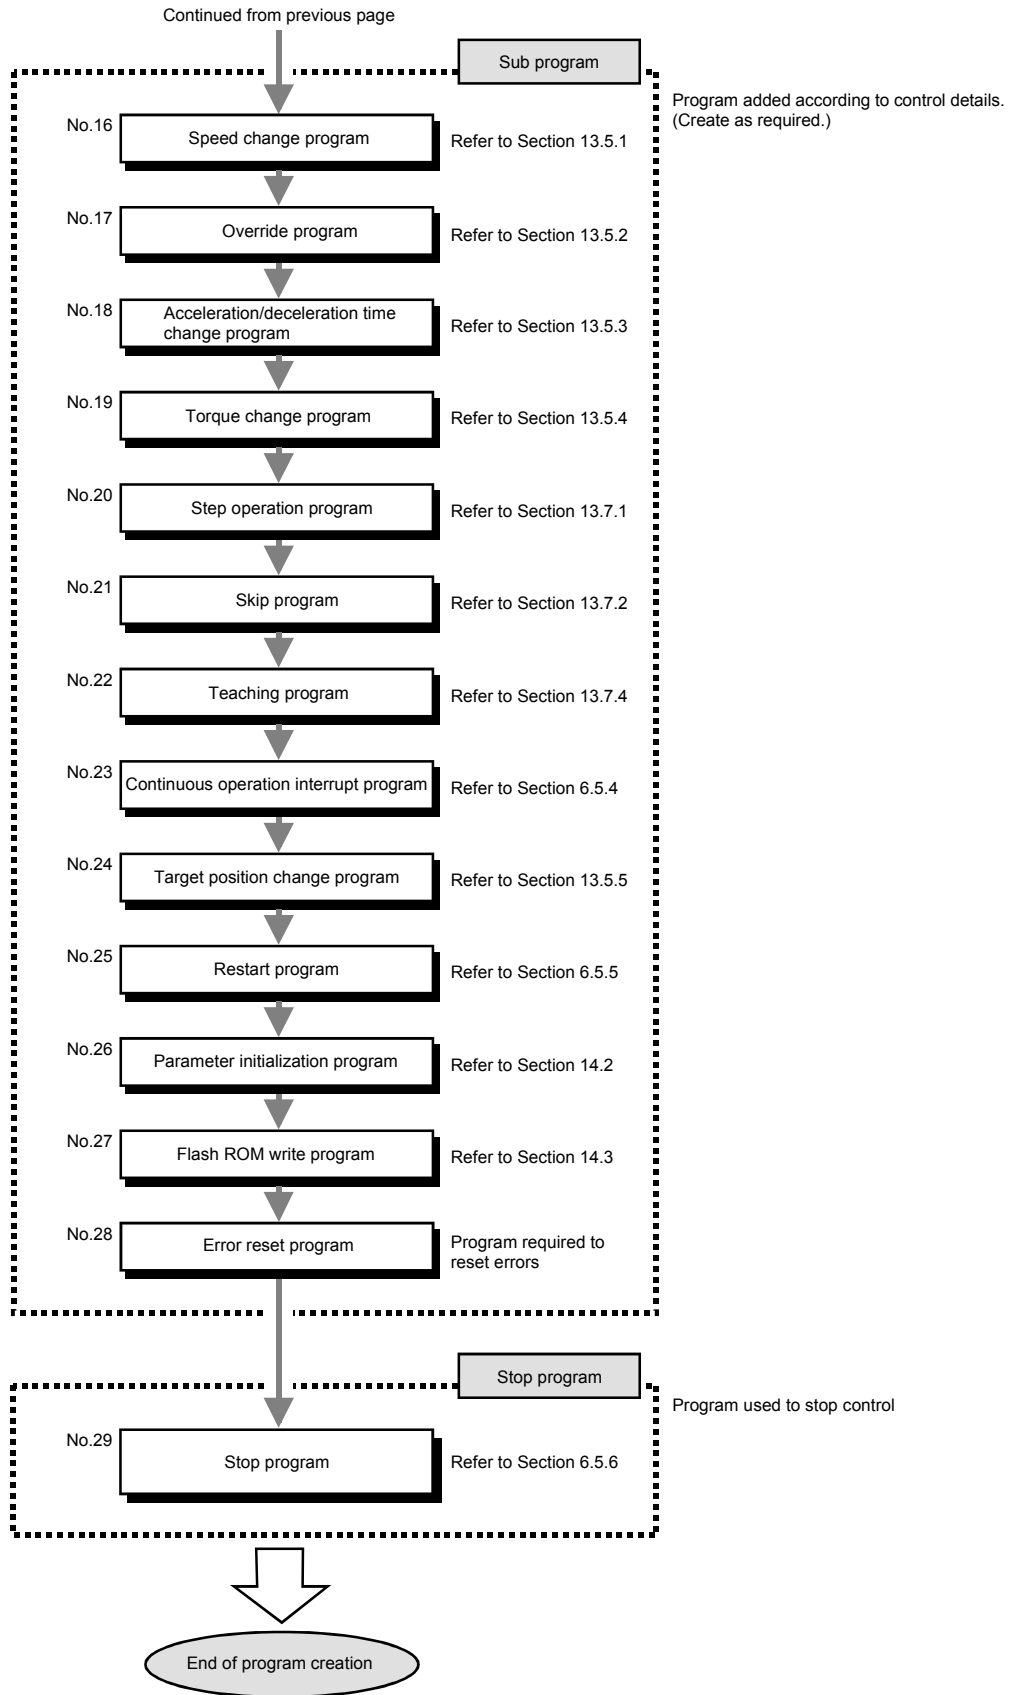 Continued from previous page
Sub program
Program added according to control details.
(Create as required.)
No.16
Speed change program
Refer to Section 13.5.1
No.17
Override program
Refer to Section 13.5.2
No.18
Acceleration/deceleration time
change program
Refer to Section 13.5.3
No.19
Torque change program
Refer to Section 13.5.4
No.20
Step operation program
Refer to Section 13.7.1
No.21
Skip program
Refer to Section 13.7.2
No.22
Teaching program
Refer to Section 13.7.4
No.23
Continuous operation interrupt program
Refer to Section 6.5.4
No.24
Target position change program
Refer to Section 13.5.5
No.25
Restart program
Refer to Section 6.5.5
No.26
Parameter initialization program
Refer to Section 14.2
No.27
Flash ROM write program
Refer to Section 14.3
No.28
Error reset program
Program required to
reset errors
Stop program
Program used to stop control
No.29
Stop program
Refer to Section 6.5.6
End of program creation